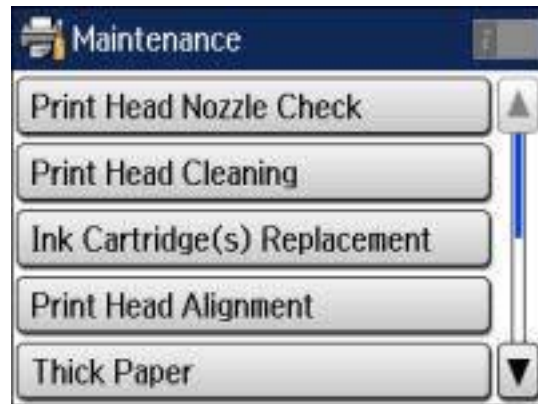 Maintenance
Print Head Nozzle Check
Print Head Cleaning
Ink Cartridge(s) Replacement
Print Head Alignment
Thick Paper